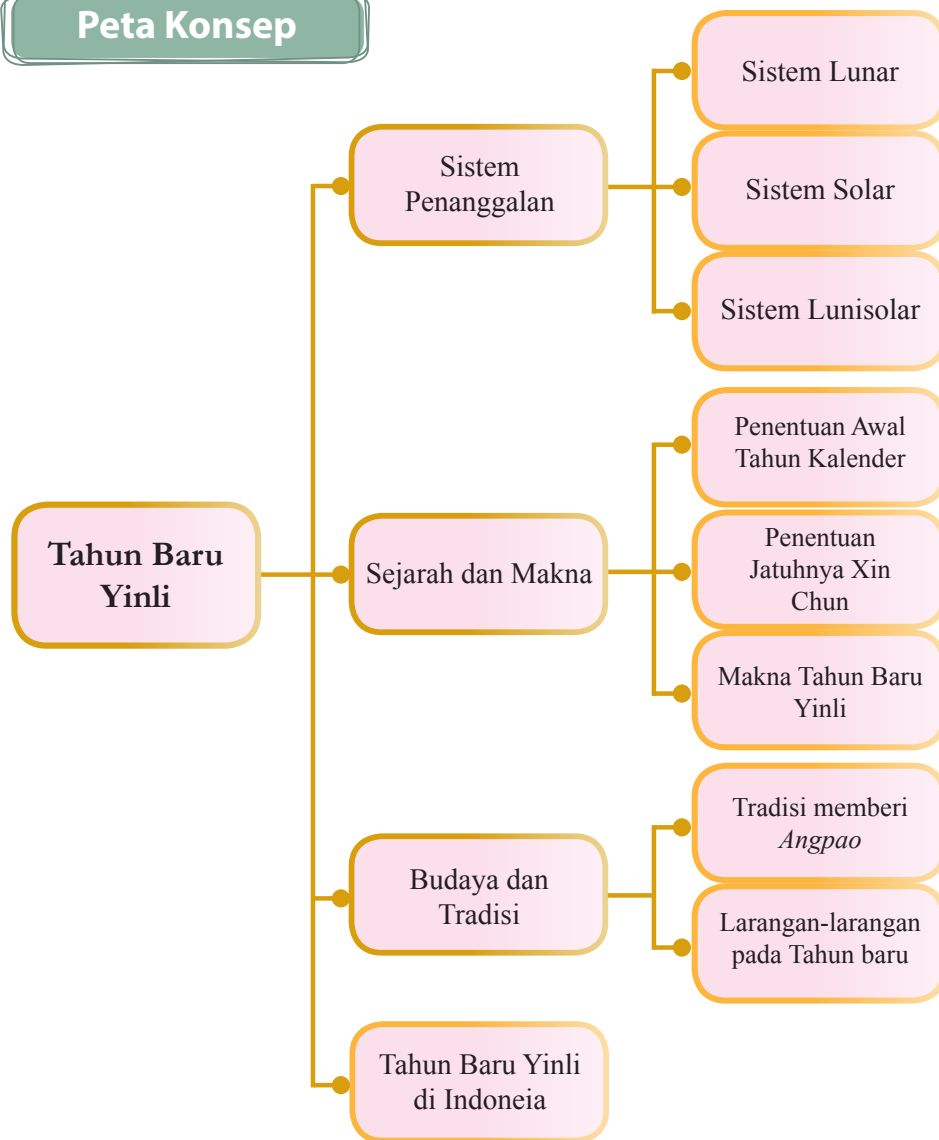 Peta Konsep
Tahun Baru
Yinli
Sistem
Penanggalan
Sistem Lunar
Sistem Solar
Sistem Lunisolar
Sejarah dan Makna
Penentuan Awal
Tahun Kalender
Penentuan
Jatuhnya Xin
Chun
Makna Tahun Baru
Yinli
Budaya dan
Tradisi
Tradisi memberi
Angpao
Larangan-larangan
pada Tahun baru
Tahun Baru Yinli
di Indoneia